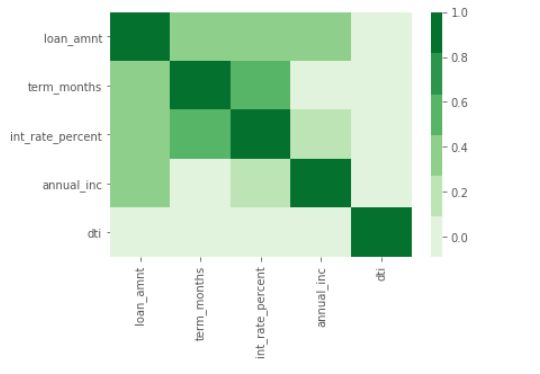 loan_amnt
term_months
int_rate_percent
annual_inc
dti
loan_amnt
term_months
int_rate_percent
annual_inc
dti
1.0
0.8
0.6
0.4
0.2
0.0